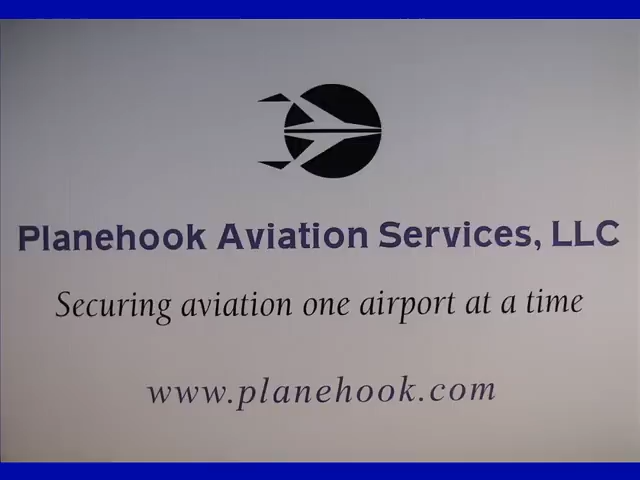 Planehook Aviation Services, LLC
Securing aviation one airport at a time
www.planehook.com